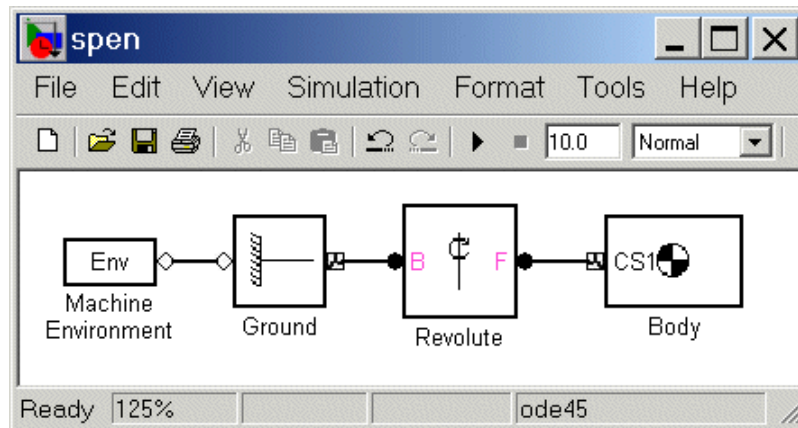 spen
File Edit View Simulation Format Tools Help
10.0 Normal
Env B F CS1
Machine
Environment
Ground
Revolute
Body
Ready 125% ode45